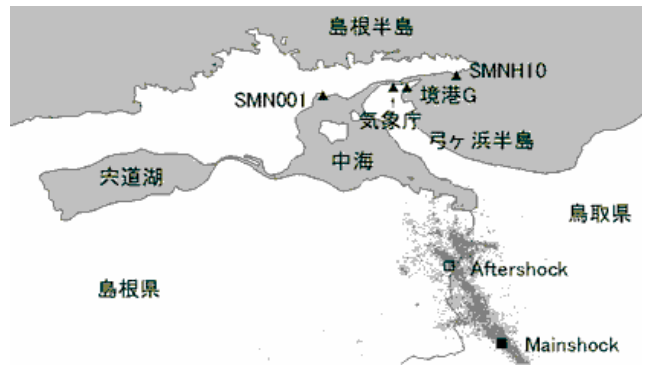 島根半島
SMNH10
SMN001
境港G
気象庁
弓ヶ浜半島
中海
宍道湖
鳥取県
Aftershock
島根県
Mainshock